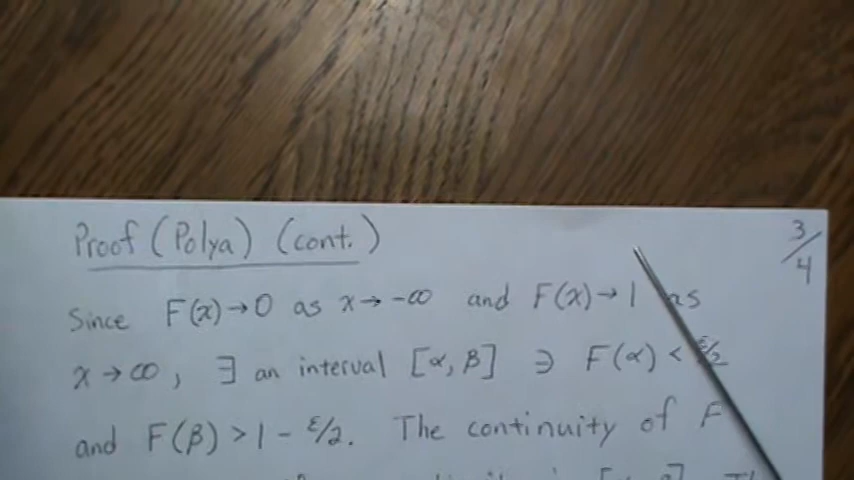 Proof (Polya) (cont.)
3/4
Since F(x) → 0 as x → -∞ and F(x) → 1 as
x → ∞, ∃ an interval [α, β] ∋ F(α) < ε/2
and F(β) > 1 - ε/2. The continuity of F